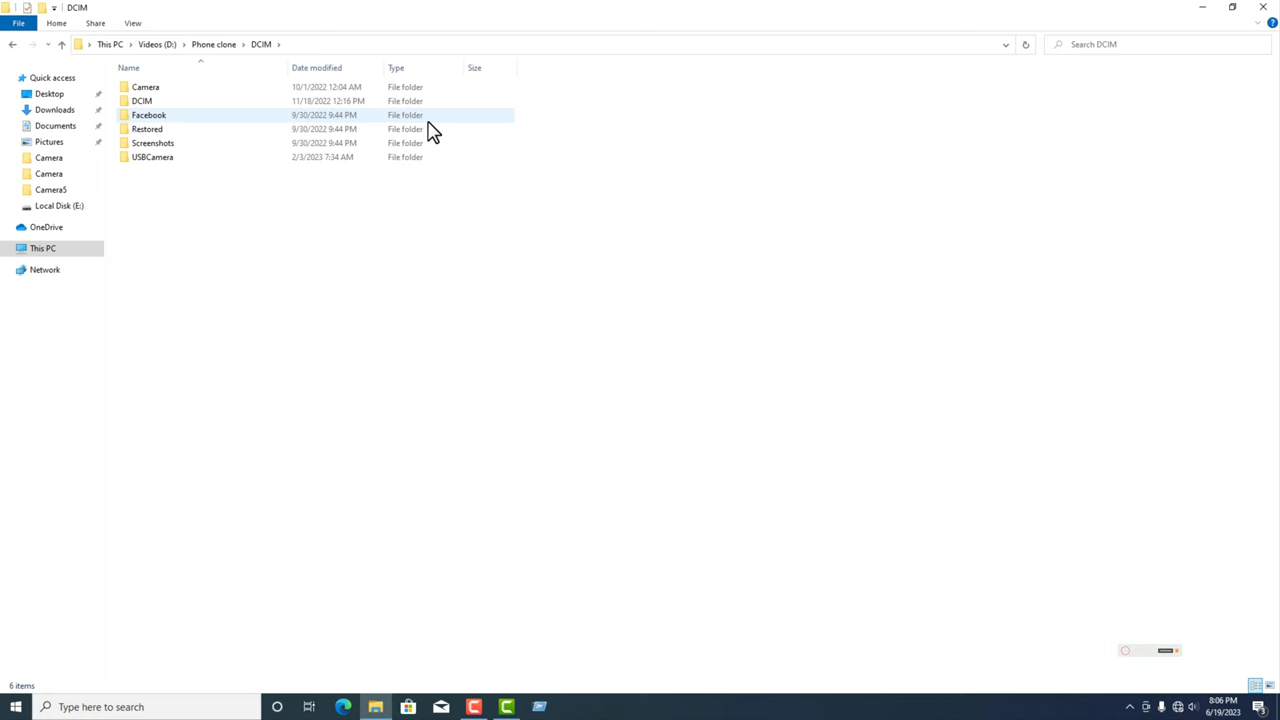 DCIM
File Home Share View
This PC Videos (D:) Phone clone DCIM
Search DCIM
Name Date modified Type Size
Quick access
Desktop
Downloads
Documents
Pictures
Camera
Camera
Camera5
Local Disk (E:)
OneDrive
This PC
Network
Camera 10/1/2022 12:04 AM File folder
DCIM 11/18/2022 12:16 PM File folder
Facebook 9/30/2022 9:44 PM File folder
Restored 9/30/2022 9:44 PM File folder
Screenshots 9/30/2022 9:44 PM File folder
USBCamera 2/3/2023 7:34 AM File folder
6 items
Type here to search
8:06 PM
6/19/2023
3